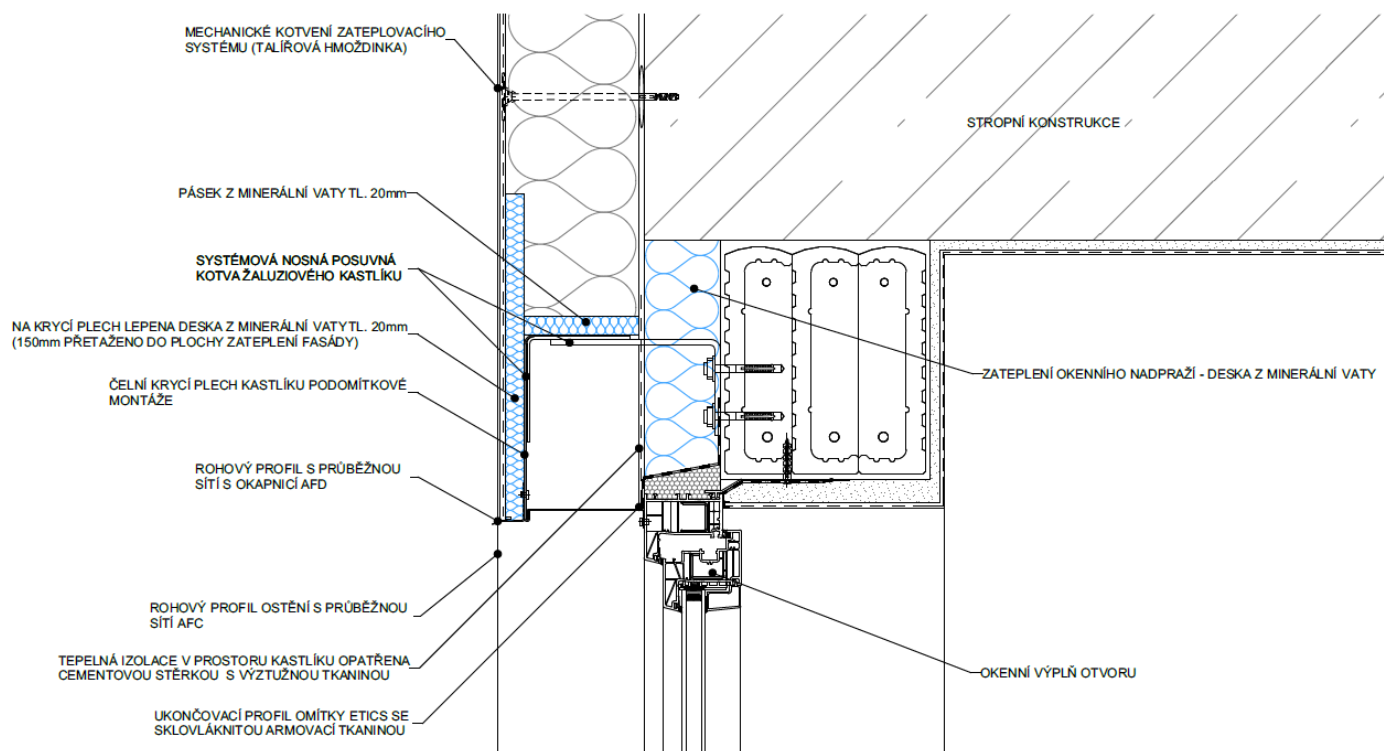 MECHANICKÉ KOTVENÍ ZATEPLOVACÍHO
SYSTÉMU (TALÍŘOVÁ HMOŽDINKA)
STROPNÍ KONSTRUKCE
PÁSEK Z MINERÁLNÍ VATY TL. 20mm
SYSTÉMOVÁ NOSNÁ POSUVNÁ
KOTVA ŽALUZIOVÉHO KASTLÍKU
NA KRYCÍ PLECH LEPENA DESKA Z MINERÁLNÍ VATY TL. 20mm
(150mm PŘETAŽENO DO PLOCHY ZATEPLENÍ FASÁDY)
ČELNÍ KRYCÍ PLECH KASTLÍKU PODOMÍTKOVÉ
MONTÁŽE
ZATEPLENÍ OKENNÍHO NADPRAŽÍ - DESKA Z MINERÁLNÍ VATY
ROHOVÝ PROFIL S PRŮBĚŽNOU
SÍTÍ S OKAPNICÍ AFD
ROHOVÝ PROFIL OSTĚNÍ S PRŮBĚŽNOU
SÍTÍ AFC
TEPELNÁ IZOLACE V PROSTORU KASTLÍKU OPATŘENA
CEMENTOVOU STĚRKOU S VÝZTUŽNOU TKANINOU
OKENNÍ VÝPLŇ OTVORU
UKONČOVACÍ PROFIL OMÍTKY ETICS SE
SKLOVLÁKNITOU ARMOVACÍ TKANINOU